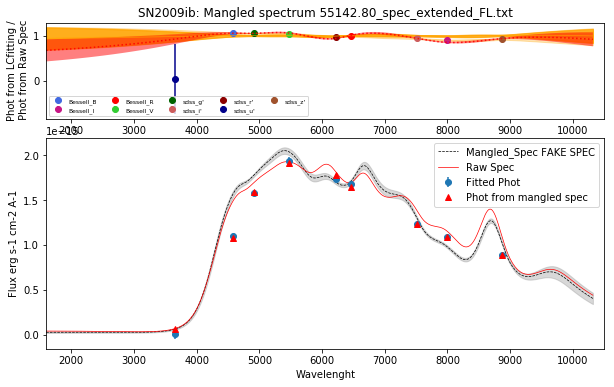 SN2009ib: Mangled spectrum 55142.80_spec_extended_FL.txt
Phot from LCfitting /
Phot from Raw Spec
1
0
Bessell_B Bessell_R sdss_g' sdss_r' sdss_z'
Bessell_I Bessell_V sdss_i' sdss_u'
2000 3000 4000 5000 6000 7000 8000 9000 10000
1e-15
Flux erg s-1 cm-2 A-1
2.0
1.5
1.0
0.5
0.0
Mangled_Spec FAKE SPEC
Raw Spec
Fitted Phot
Phot from mangled spec
2000 3000 4000 5000 6000 7000 8000 9000 10000
Wavelenght